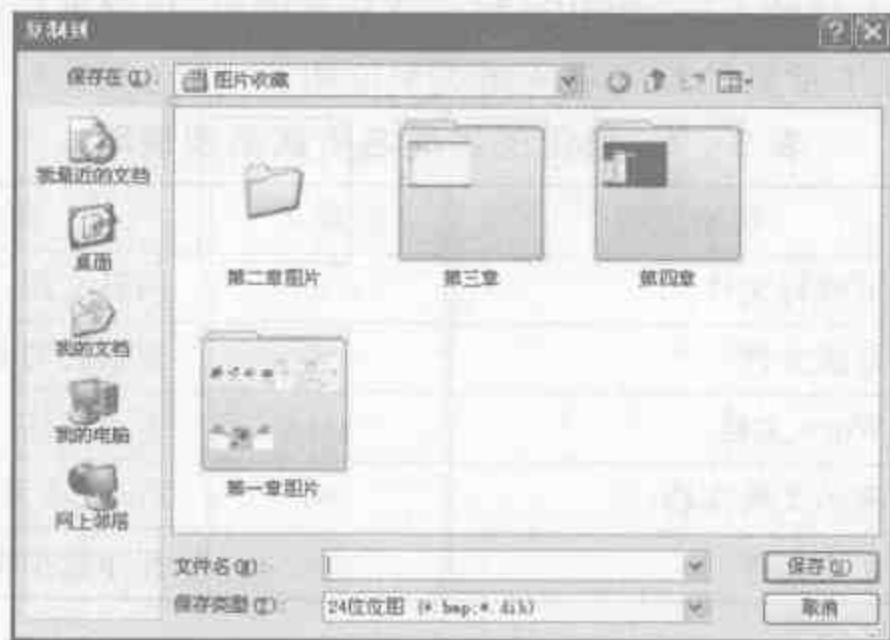 复制到
保存在(I): 图片收藏
我最近的文档
桌面
我的文档
我的电脑
网上邻居
第二章图片
第三章
第四章
第一章图片
文件名(N):
保存(S)
保存类型(T): 24位位图 (*.bmp;*.dib)
取消